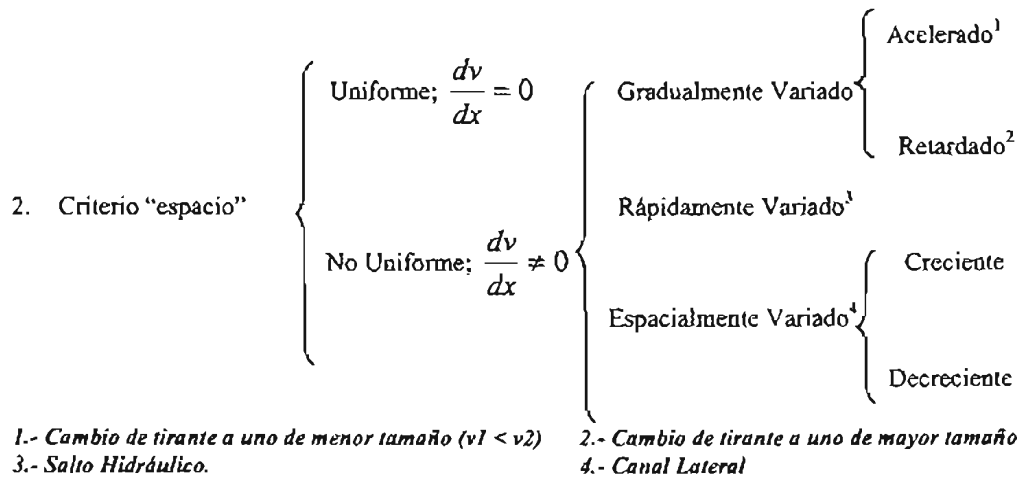 Acelerado¹
Uniforme; dv/dx = 0
Gradualmente Variado
Retardado²
2. Criterio “espacio”
Rápidamente Variado³
No Uniforme; dv/dx ≠ 0
Creciente
Espacialmente Variado⁴
Decreciente
1.- Cambio de tirante a uno de menor tamaño (v1 < v2) 2.- Cambio de tirante a uno de mayor tamaño
3.- Salto Hidráulico. 4.- Canal Lateral